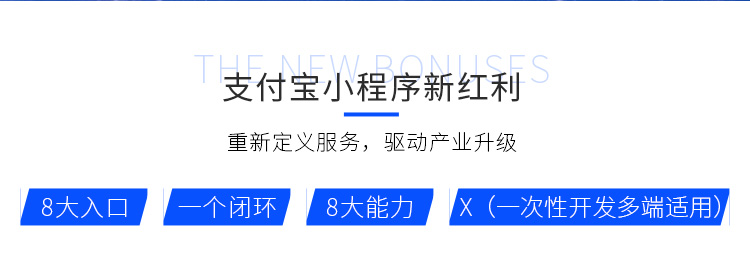 THE NEW BONUSES
支付宝小程序新红利
重新定义服务，驱动产业升级
8大入口 一个闭环 8大能力 X（一次性开发多端适用）